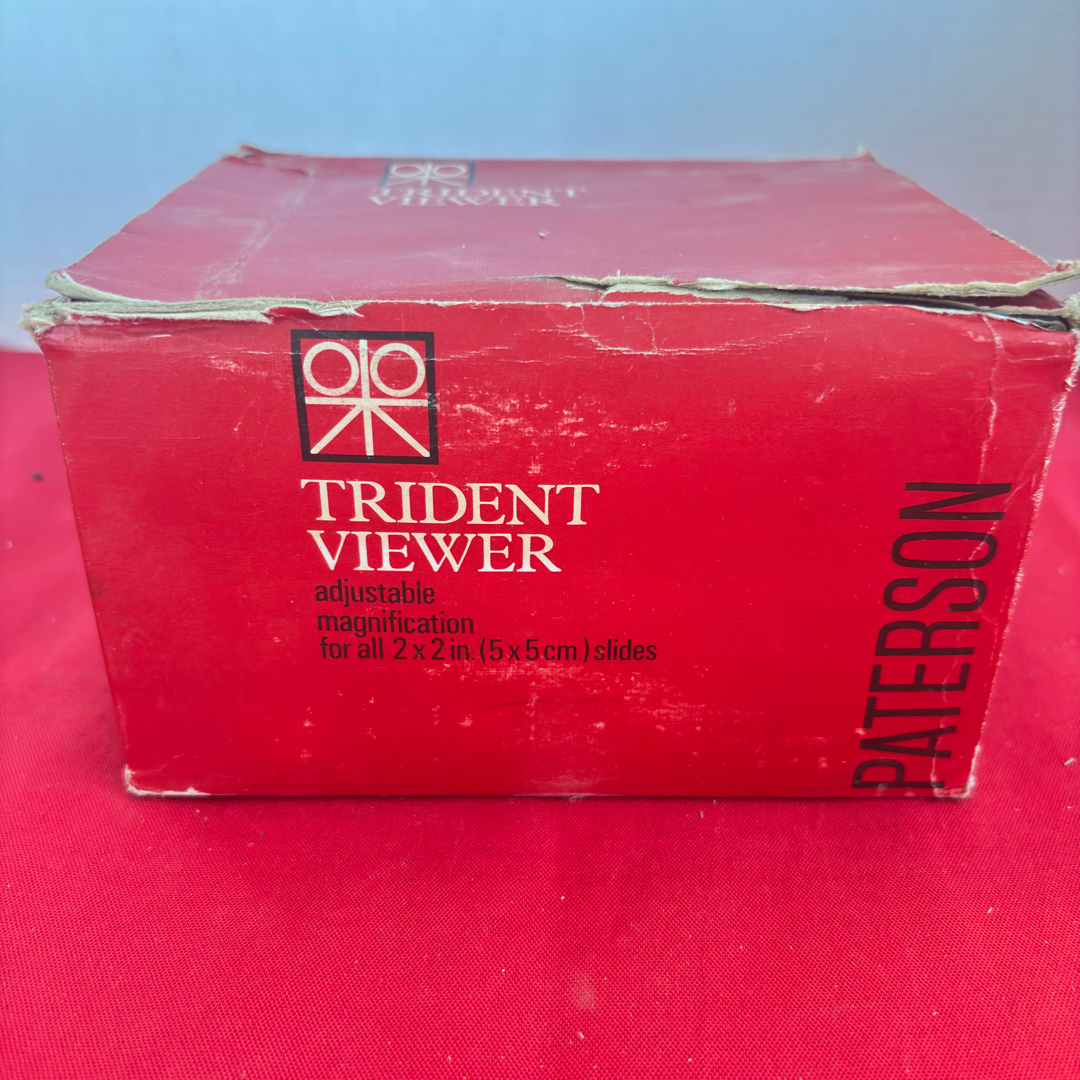 TRIDENT
VIEWER
TRIDENT
VIEWER
adjustable
magnification
for all 2 x 2 in. (5 x 5 cm.) slides
PATERSON